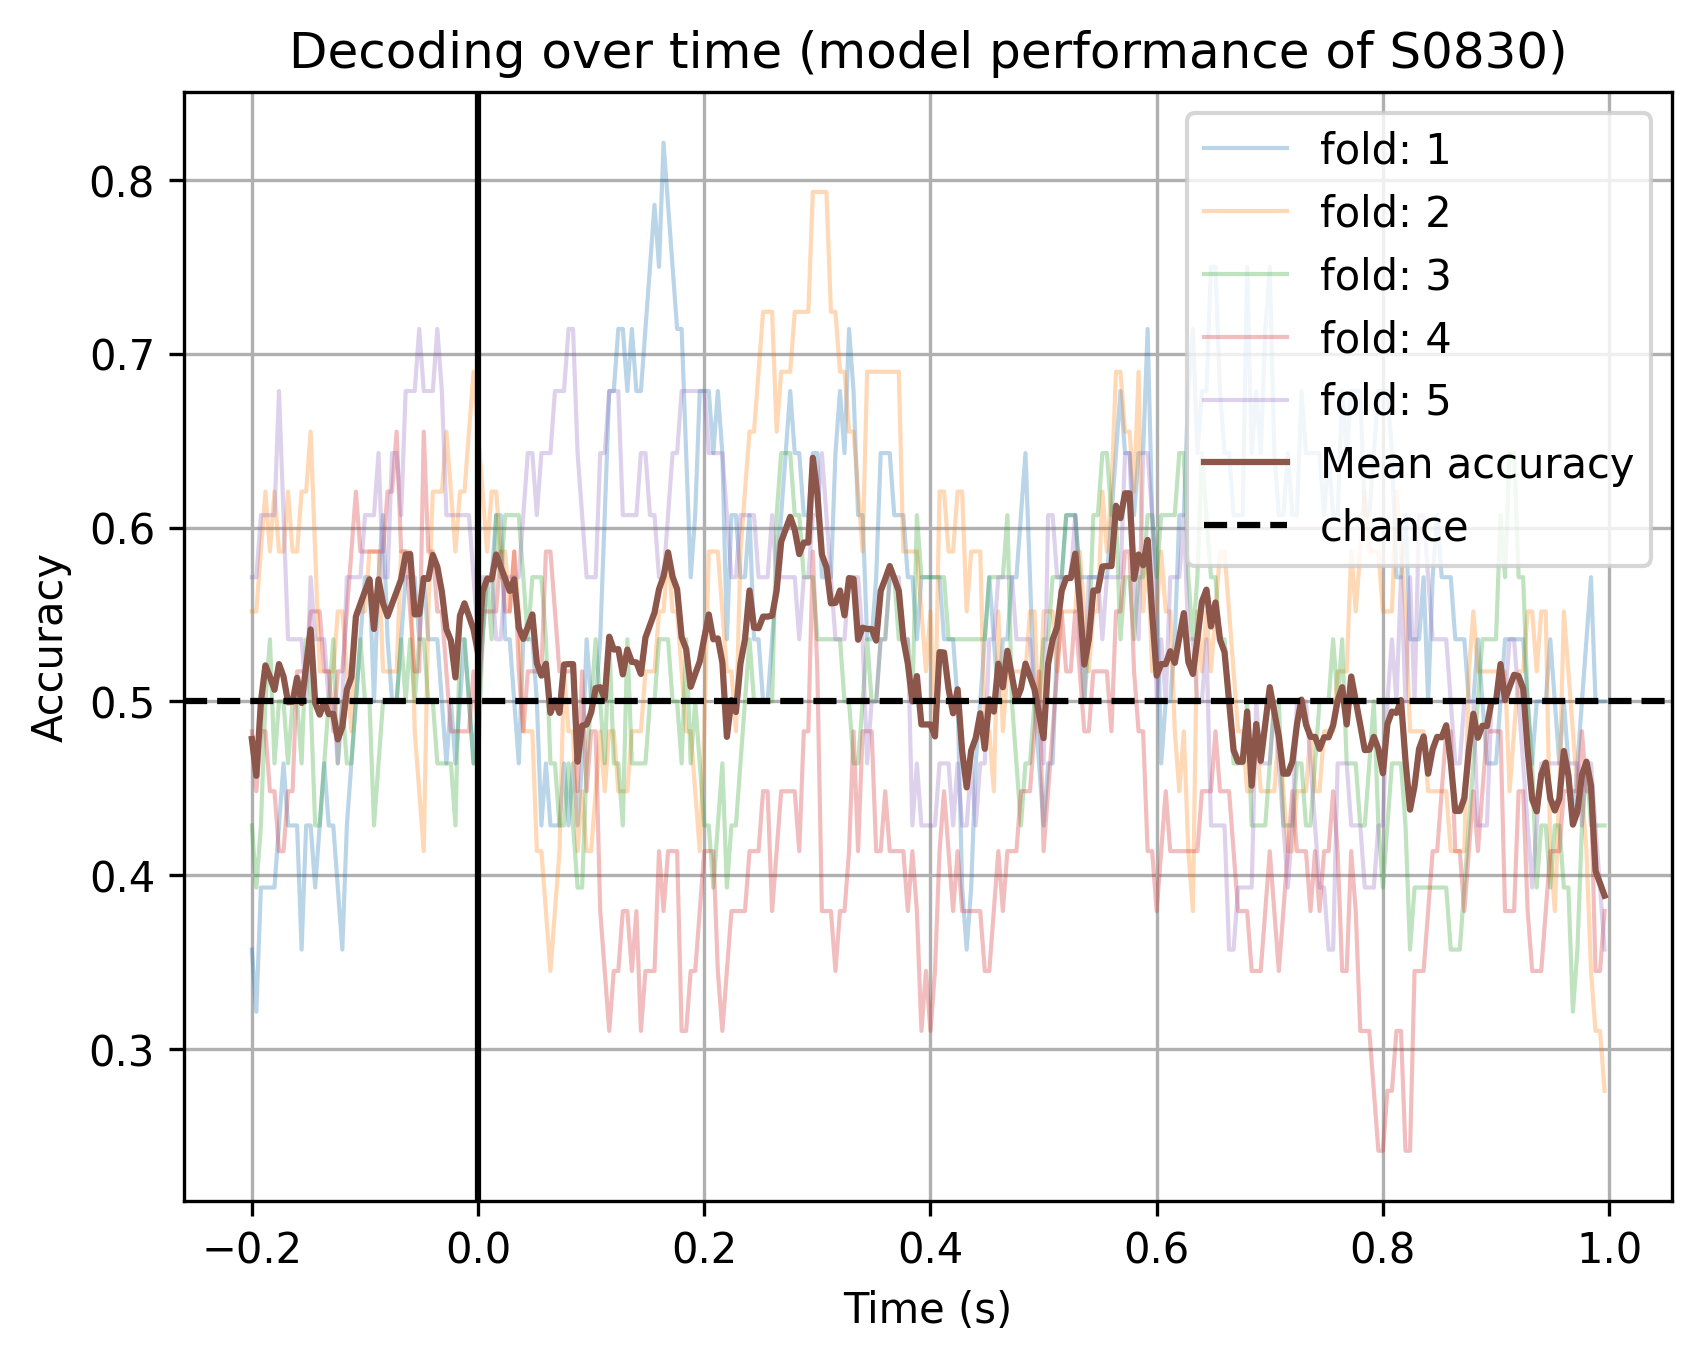 Decoding over time (model performance of S0830)
Accuracy
0.8
0.7
0.6
0.5
0.4
0.3
fold: 1
fold: 2
fold: 3
fold: 4
fold: 5
Mean accuracy
chance
−0.2 0.0 0.2 0.4 0.6 0.8 1.0
Time (s)